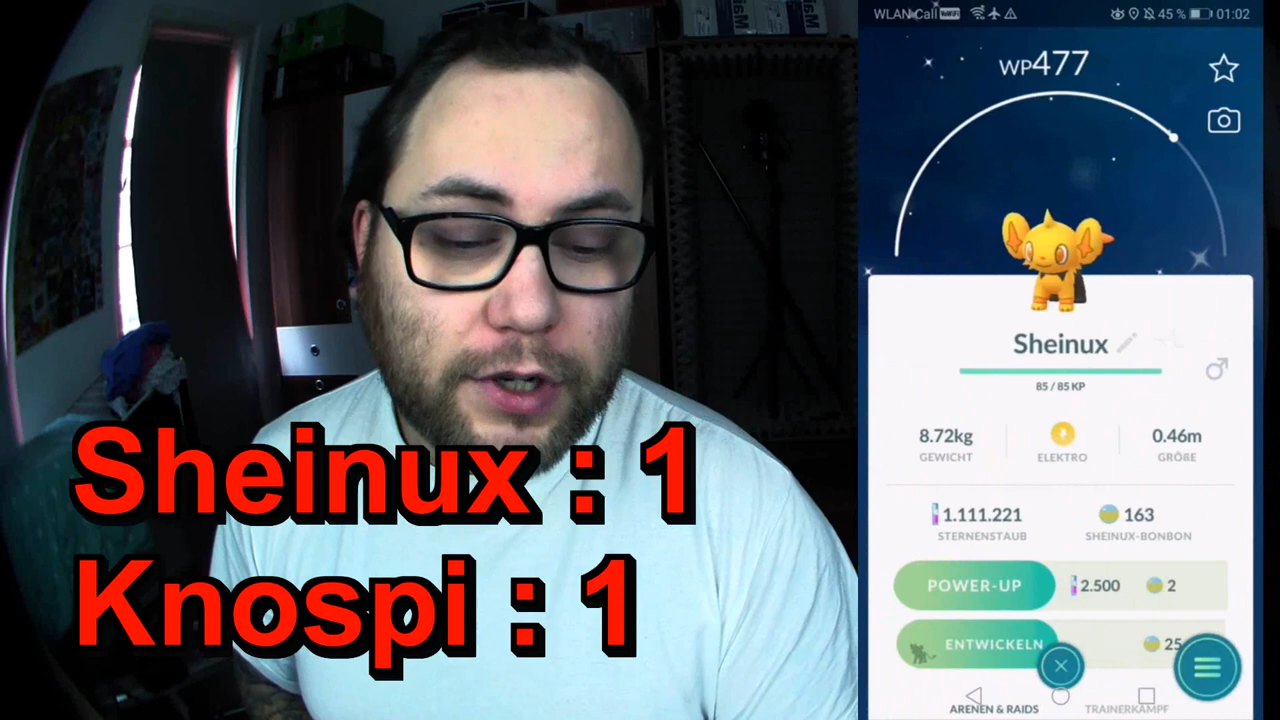 WLAN Call VoWiFi 45 % 01:02
WP477
Sheinux
85 / 85 KP
8.72kg
GEWICHT
ELEKTRO
0.46m
GRÖßE
1.111.221
STERNENSTAUB
163
SHEINUX-BONBON
POWER-UP 2.500 2
ENTWICKELN
ARENEN & RAIDS
TRAINERKAMPF
Sheinux : 1
Knospi : 1